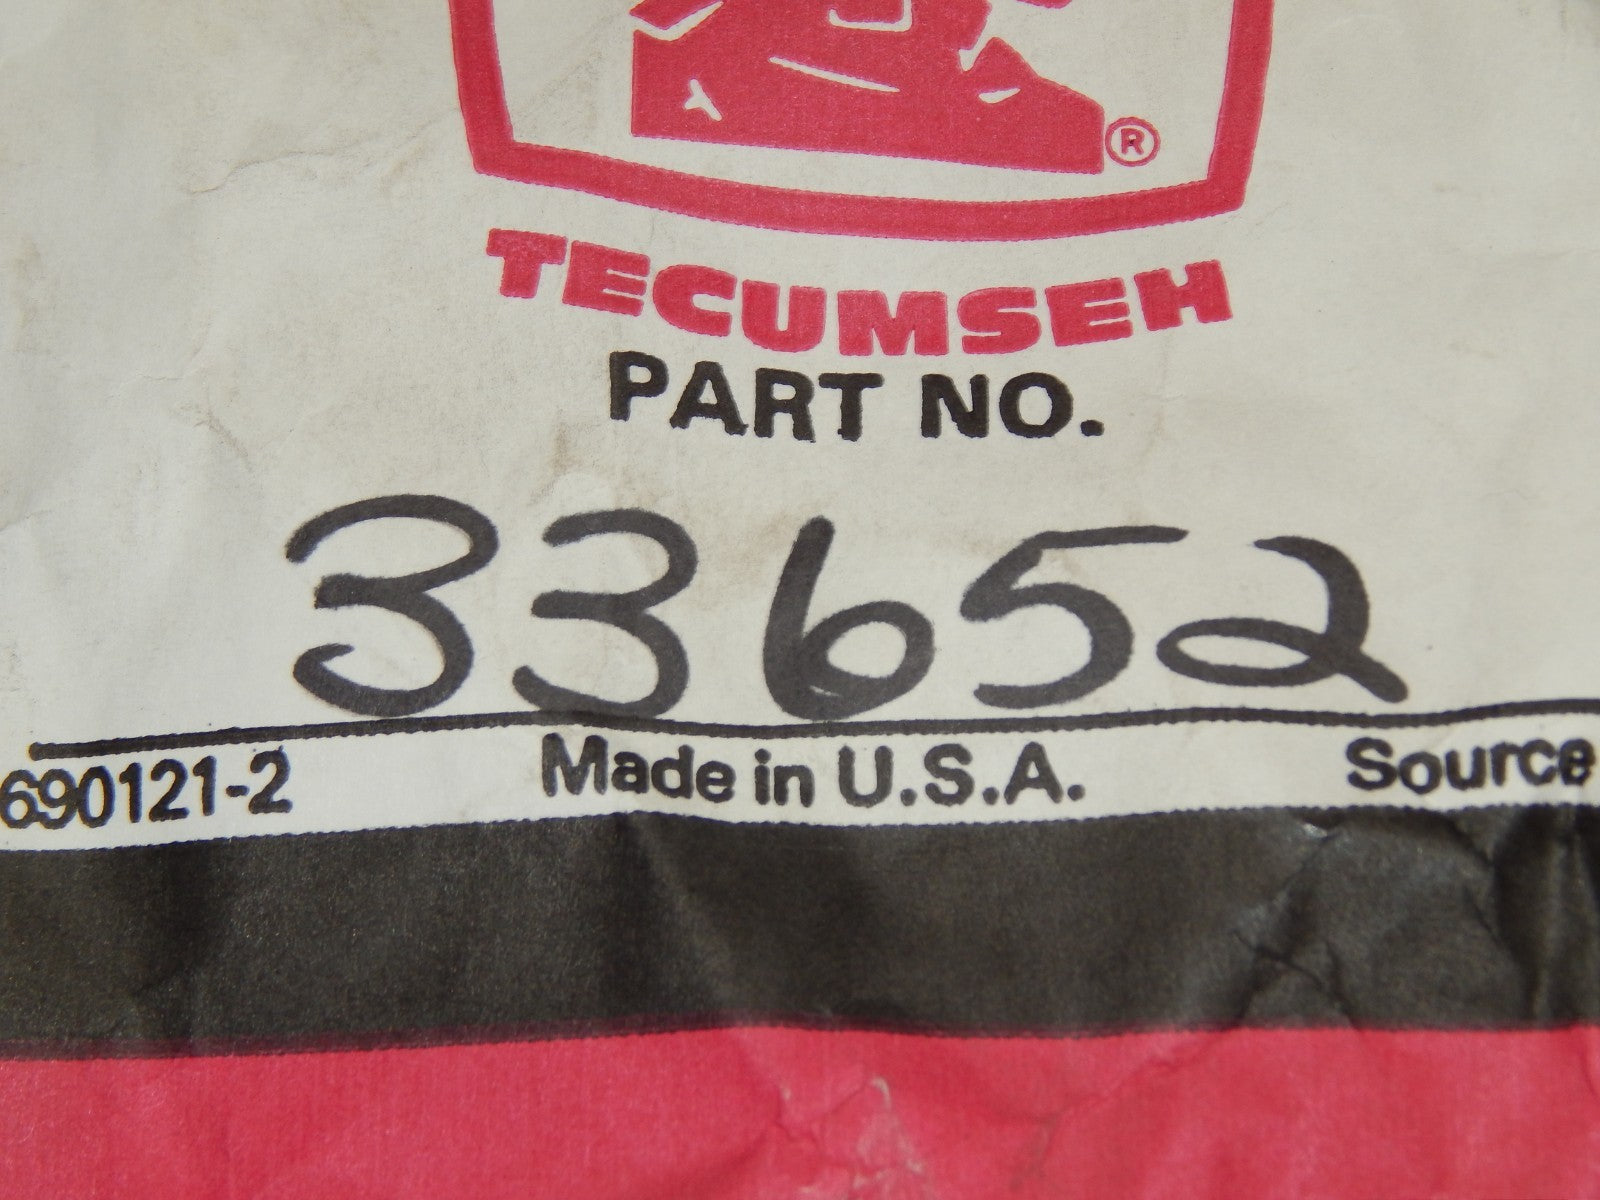 ®
TECUMSEH
PART NO.
33652
690121-2 Made in U.S.A. Source